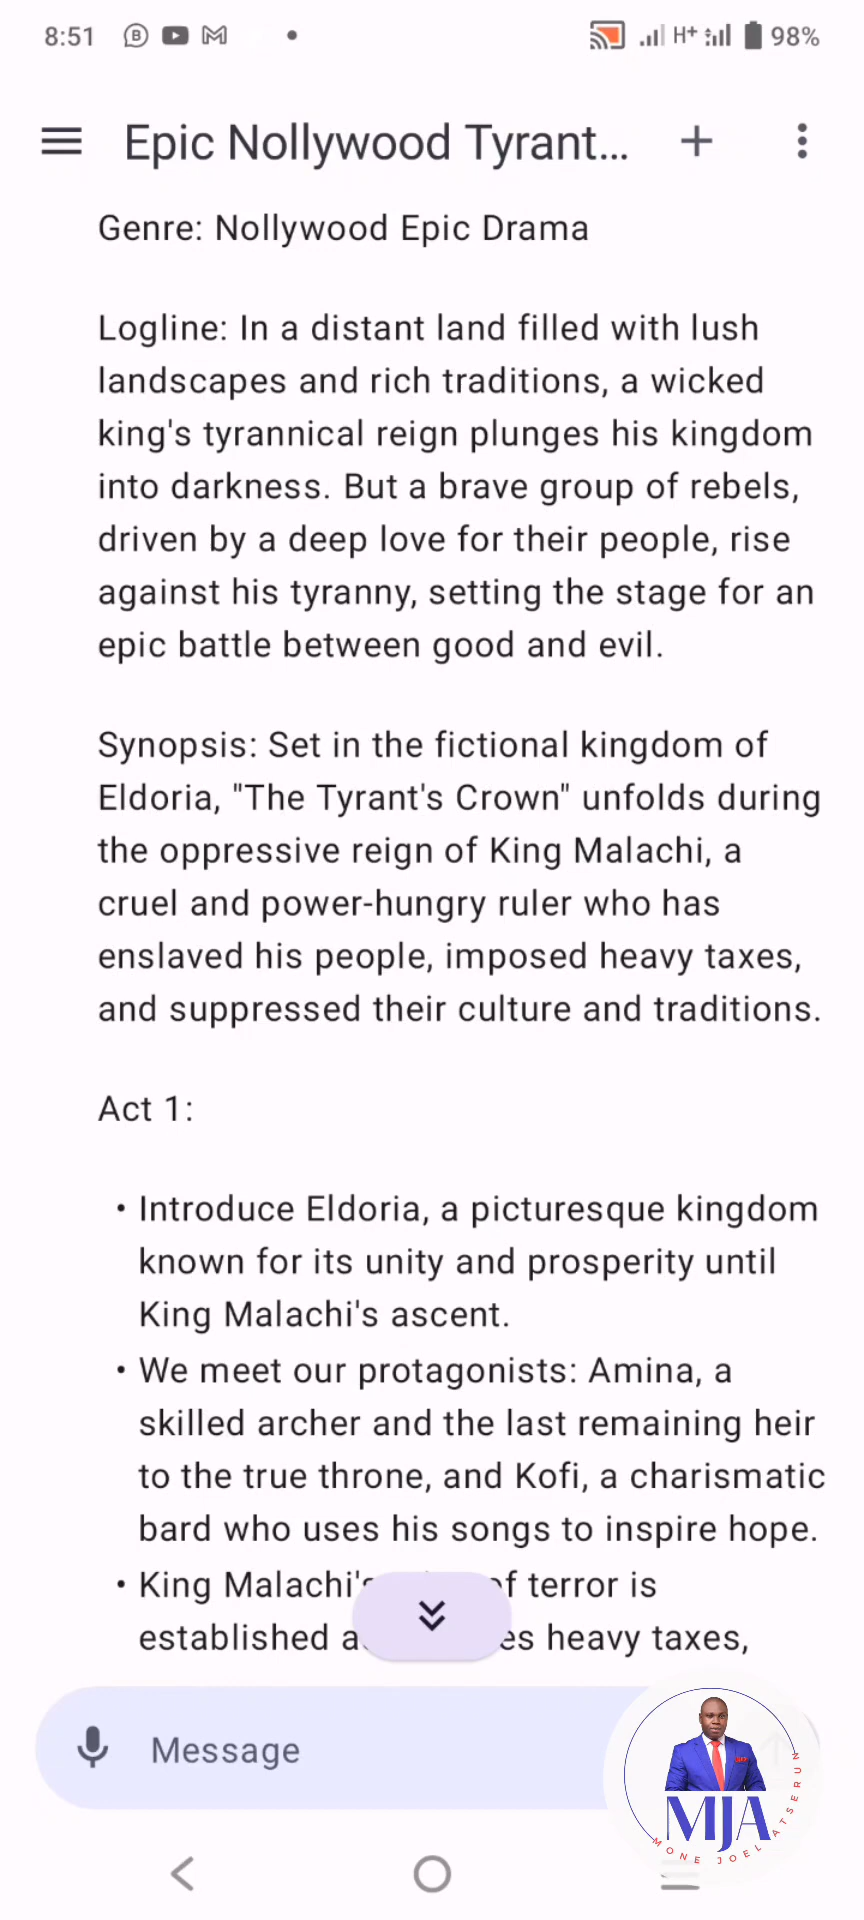 8:51
H+
98%
Epic Nollywood Tyrant...
Genre: Nollywood Epic Drama
Logline: In a distant land filled with lush
landscapes and rich traditions, a wicked
king's tyrannical reign plunges his kingdom
into darkness. But a brave group of rebels,
driven by a deep love for their people, rise
against his tyranny, setting the stage for an
epic battle between good and evil.
Synopsis: Set in the fictional kingdom of
Eldoria, "The Tyrant's Crown" unfolds during
the oppressive reign of King Malachi, a
cruel and power-hungry ruler who has
enslaved his people, imposed heavy taxes,
and suppressed their culture and traditions.
Act 1:
• Introduce Eldoria, a picturesque kingdom
known for its unity and prosperity until
King Malachi's ascent.
• We meet our protagonists: Amina, a
skilled archer and the last remaining heir
to the true throne, and Kofi, a charismatic
bard who uses his songs to inspire hope.
• King Malachi's of terror is
established heavy taxes,
Message
MJA
MONE JOEL ATSERUN